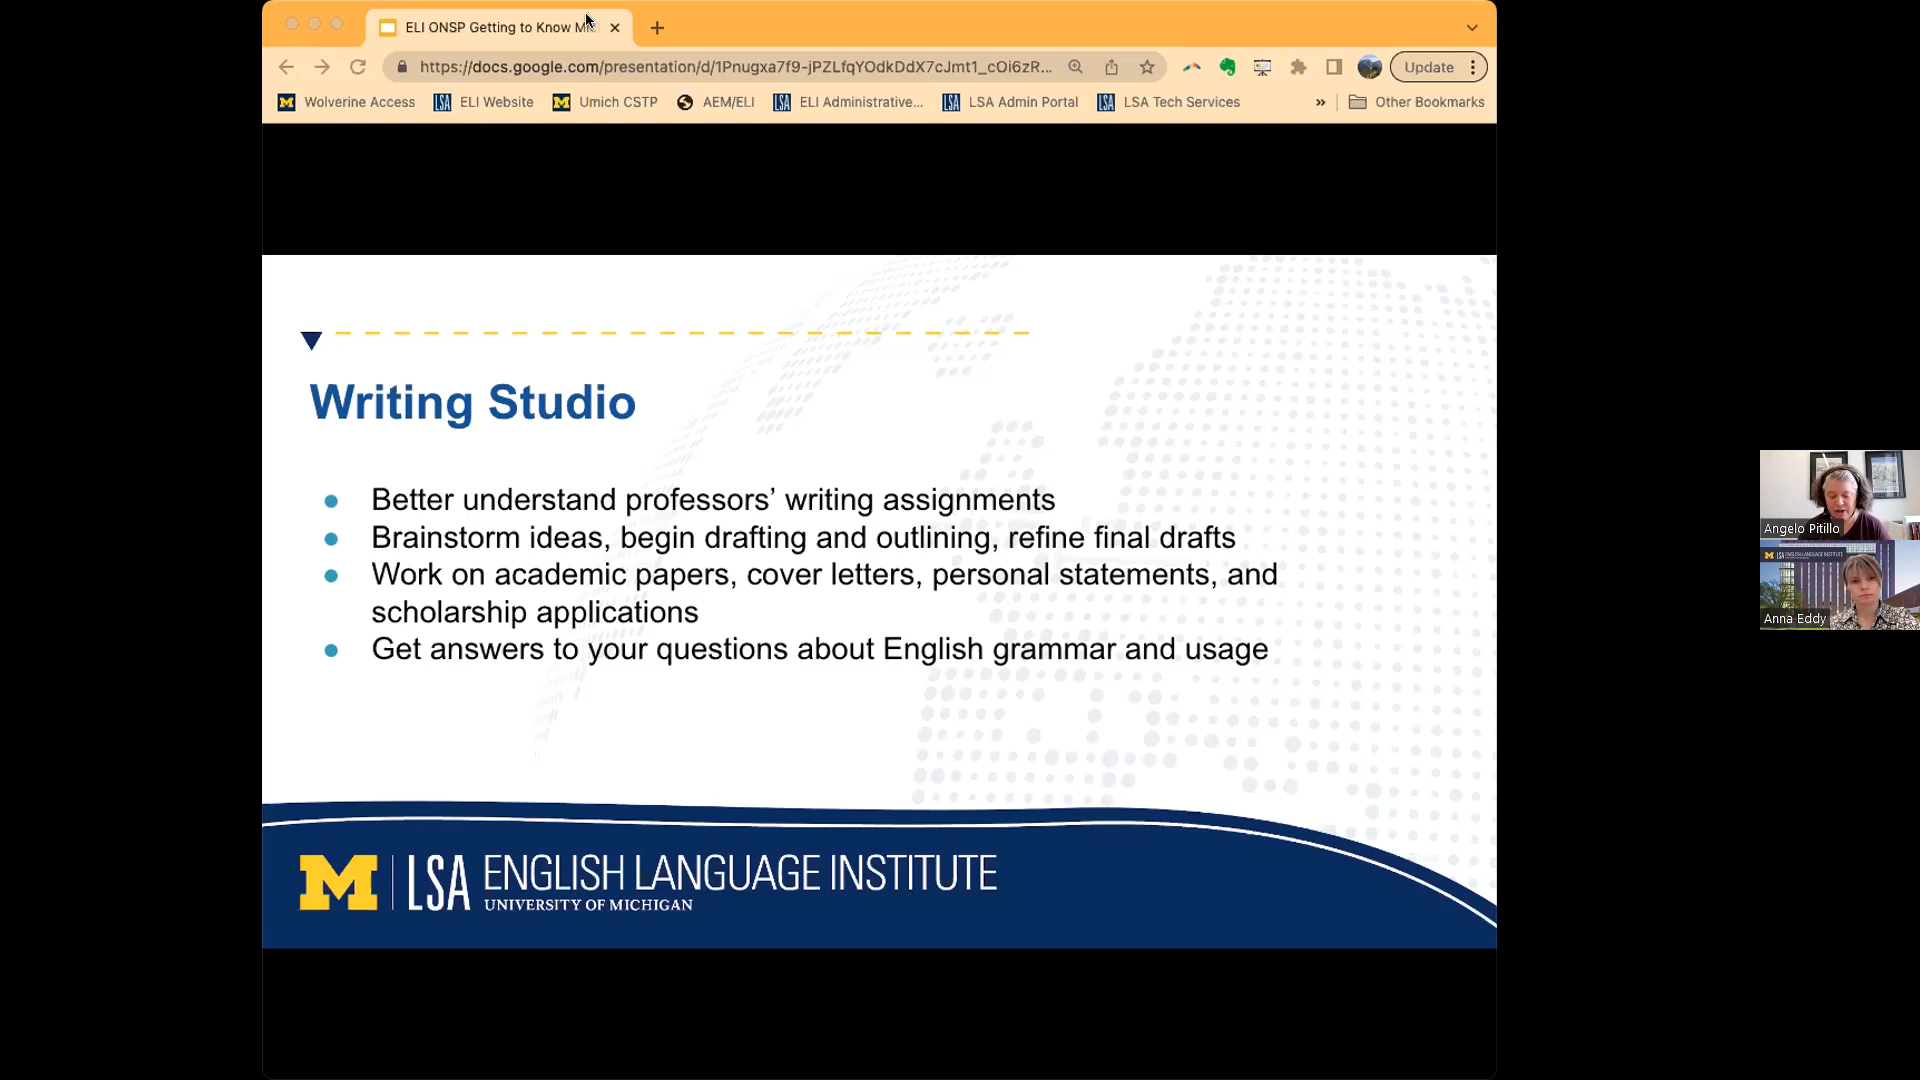 ELI ONSP Getting to Know
https://docs.google.com/presentation/d/1Pnugxa7f9-jPZLfqYOdkDdX7cJmt1_cOi6zR...
Update
Wolverine Access
ELI Website
Umich CSTP
AEM/ELI
ELI Administrative...
LSA Admin Portal
LSA Tech Services
»
Other Bookmarks
Writing Studio
● Better understand professors’ writing assignments
● Brainstorm ideas, begin drafting and outlining, refine final drafts
● Work on academic papers, cover letters, personal statements, and
scholarship applications
● Get answers to your questions about English grammar and usage
M LSA ENGLISH LANGUAGE INSTITUTE
UNIVERSITY OF MICHIGAN
Angelo Pitillo
M LSA ENGLISH LANGUAGE INSTITUTE
Anna Eddy